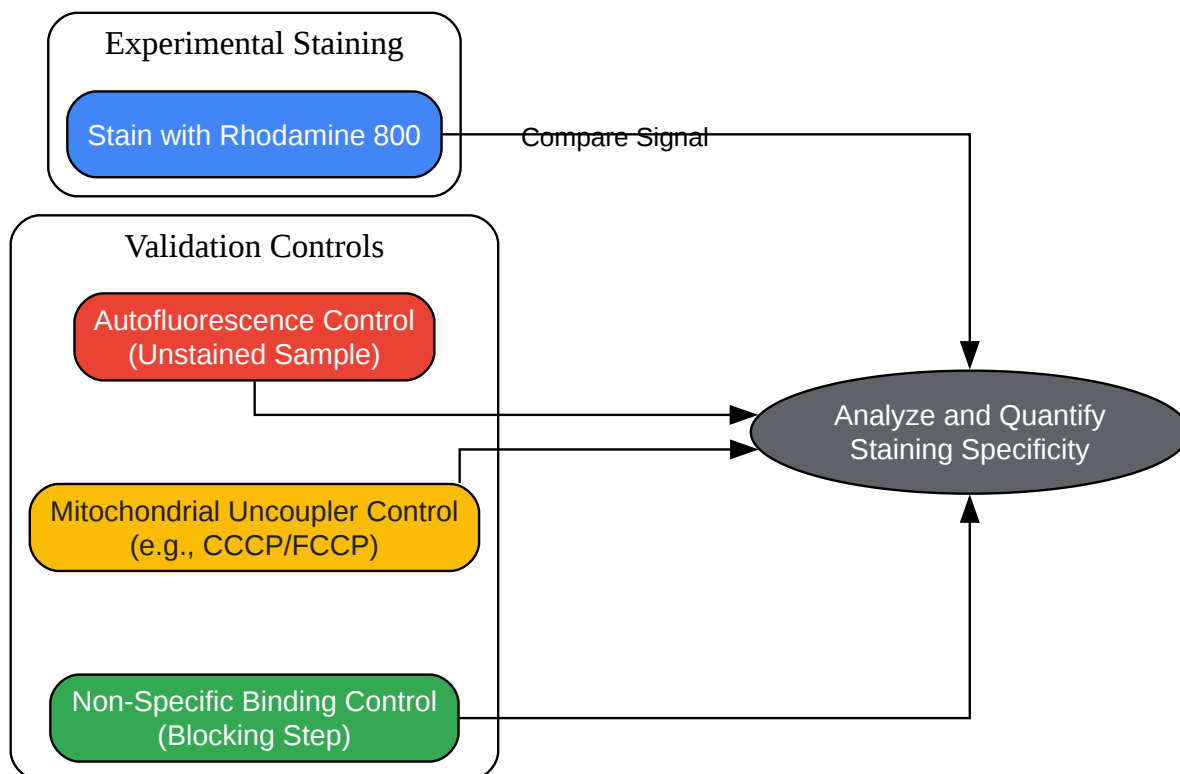 Experimental Staining
Stain with Rhodamine 800
Compare Signal
Validation Controls
Autofluorescence Control
(Unstained Sample)
Analyze and Quantify
Staining Specificity
Mitochondrial Uncoupler Control
(e.g., CCCP/FCCP)
Non-Specific Binding Control
(Blocking Step)